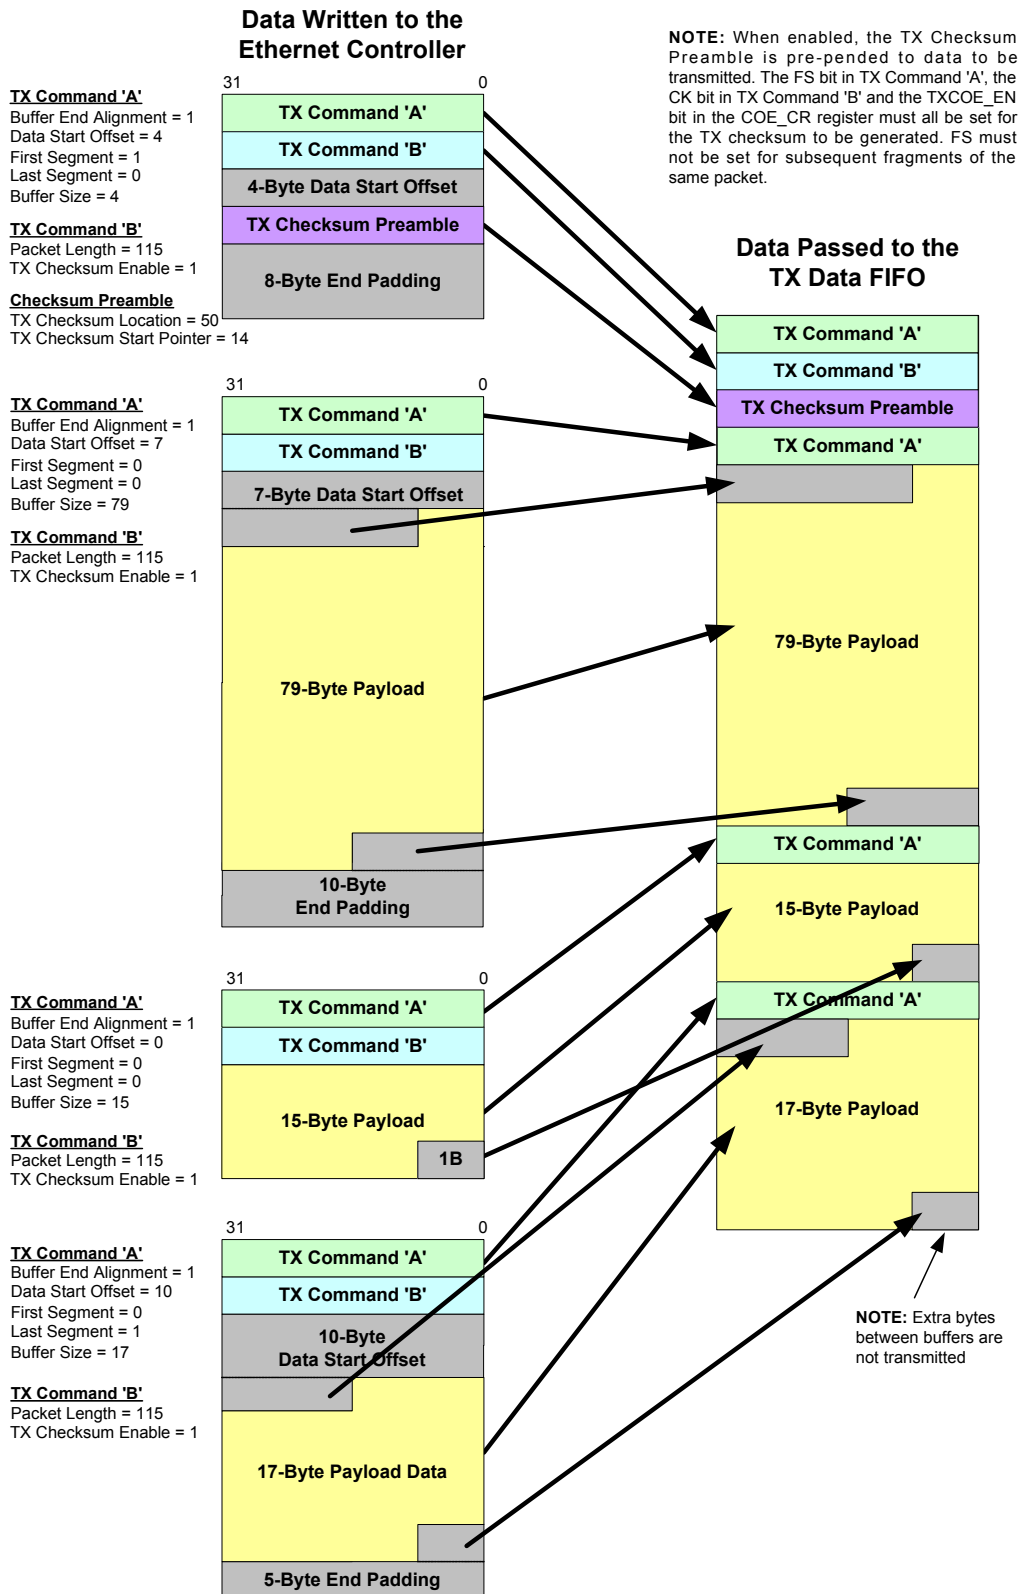 Data Written to the
Ethernet Controller
NOTE: When enabled, the TX Checksum
Preamble is pre-pended to data to be
transmitted. The FS bit in TX Command 'A', the
CK bit in TX Command 'B' and the TXCOE_EN
bit in the COE_CR register must all be set for
the TX checksum to be generated. FS must
not be set for subsequent fragments of the
same packet.
31
0
TX Command 'A'
Buffer End Alignment = 1
Data Start Offset = 4
First Segment = 1
Last Segment = 0
Buffer Size = 4
TX Command 'B'
Packet Length = 115
TX Checksum Enable = 1
Checksum Preamble
TX Checksum Location = 50
TX Checksum Start Pointer = 14
TX Command 'A'
TX Command 'B'
4-Byte Data Start Offset
TX Checksum Preamble
8-Byte End Padding
Data Passed to the
TX Data FIFO
TX Command 'A'
TX Command 'B'
TX Checksum Preamble
TX Command 'A'
79-Byte Payload
TX Command 'A'
15-Byte Payload
TX Command 'A'
17-Byte Payload
NOTE: Extra bytes
between buffers are
not transmitted
31
0
TX Command 'A'
Buffer End Alignment = 1
Data Start Offset = 7
First Segment = 0
Last Segment = 0
Buffer Size = 79
TX Command 'B'
Packet Length = 115
TX Checksum Enable = 1
TX Command 'A'
TX Command 'B'
7-Byte Data Start Offset
79-Byte Payload
10-Byte
End Padding
31
0
TX Command 'A'
Buffer End Alignment = 1
Data Start Offset = 0
First Segment = 0
Last Segment = 0
Buffer Size = 15
TX Command 'B'
Packet Length = 115
TX Checksum Enable = 1
TX Command 'A'
TX Command 'B'
15-Byte Payload
1B
31
0
TX Command 'A'
Buffer End Alignment = 1
Data Start Offset = 10
First Segment = 0
Last Segment = 1
Buffer Size = 17
TX Command 'B'
Packet Length = 115
TX Checksum Enable = 1
TX Command 'A'
TX Command 'B'
10-Byte
Data Start Offset
17-Byte Payload Data
5-Byte End Padding